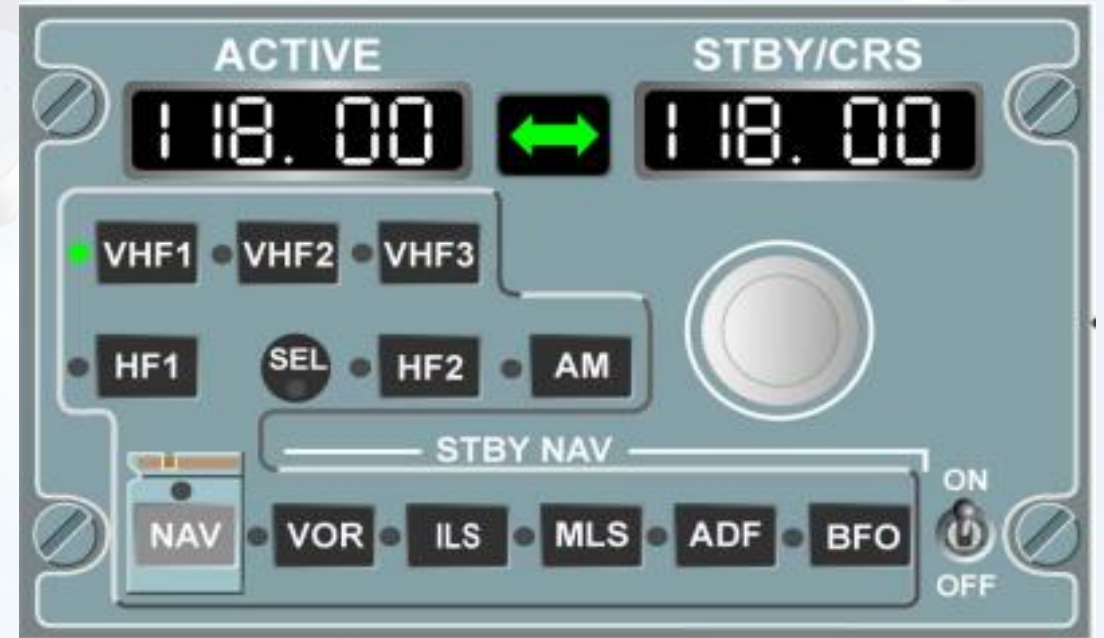 ACTIVE STBY/CRS
118.00 118.00
VHF1 VHF2 VHF3
HF1 SEL HF2 AM
STBY NAV
ON
NAV VOR ILS MLS ADF BFO
OFF